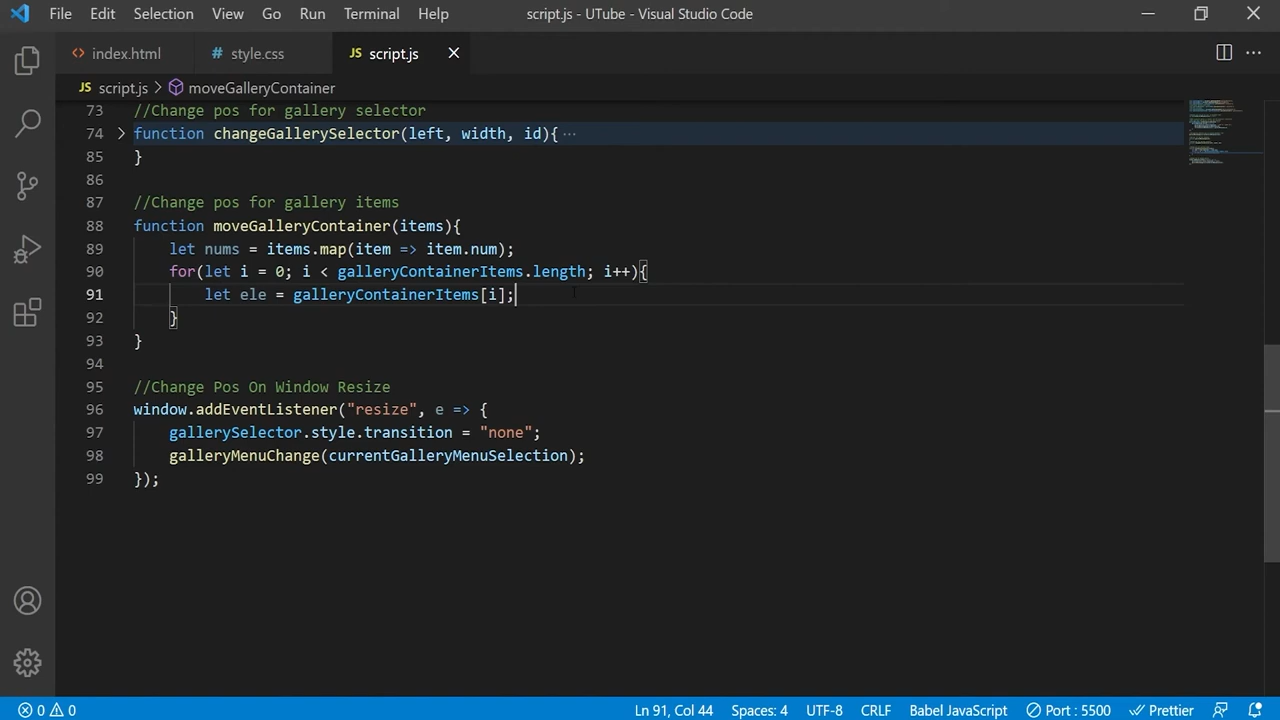 File Edit Selection View Go Run Terminal Help script.js - UTube - Visual Studio Code
index.html # style.css JS script.js
JS script.js > moveGalleryContainer
73 //Change pos for gallery selector
74 function changeGallerySelector(left, width, id){ ···
85 }
86
87 //Change pos for gallery items
88 function moveGalleryContainer(items){
89 let nums = items.map(item => item.num);
90 for(let i = 0; i < galleryContainerItems.length; i++){
91 let ele = galleryContainerItems[i];
92 }
93 }
94
95 //Change Pos On Window Resize
96 window.addEventListener("resize", e => {
97 gallerySelector.style.transition = "none";
98 galleryMenuChange(currentGalleryMenuSelection);
99 });
0 0 Ln 91, Col 44 Spaces: 4 UTF-8 CRLF Babel JavaScript Port : 5500 Prettier